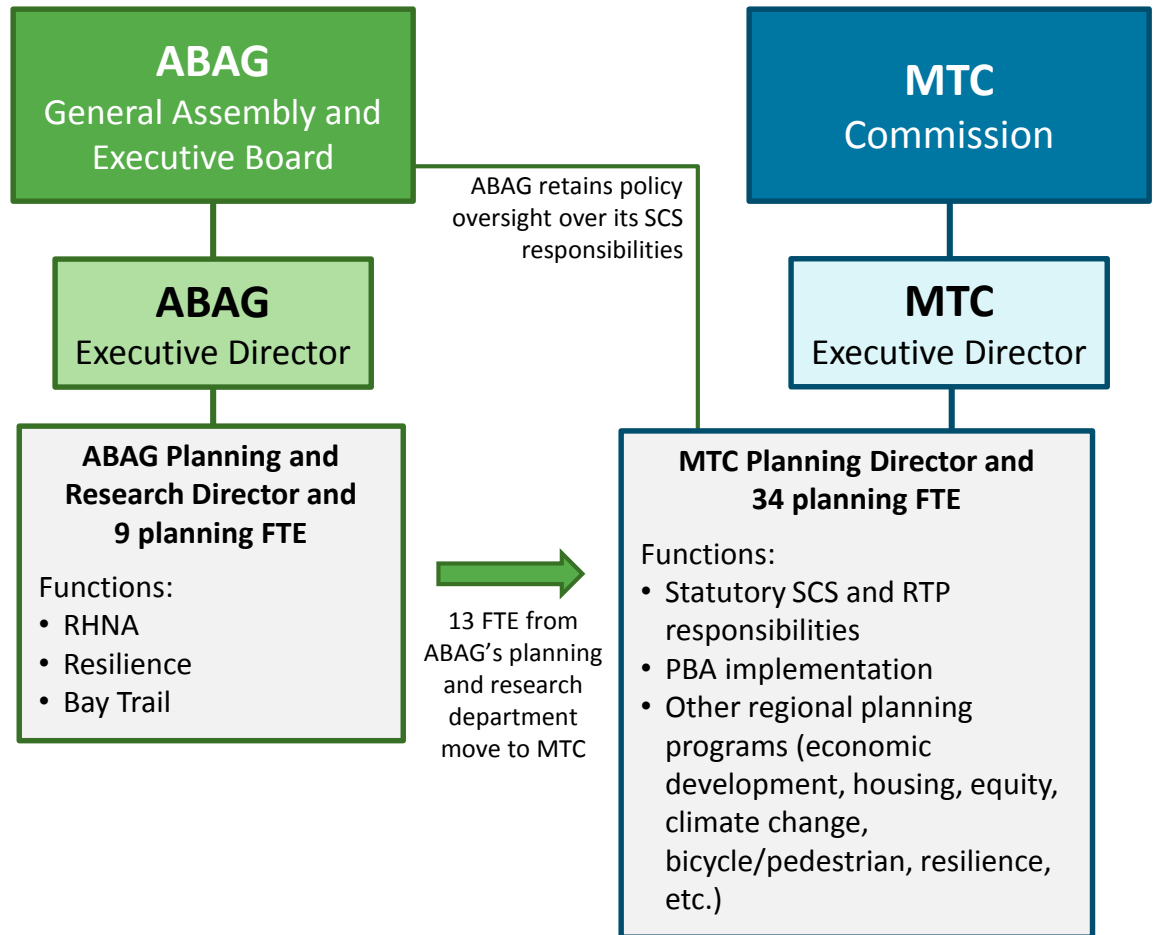 ABAG
General Assembly and
Executive Board
MTC
Commission
ABAG retains policy
oversight over its SCS
responsibilities
ABAG
Executive Director
MTC
Executive Director
ABAG Planning and
Research Director and
9 planning FTE
Functions:
• RHNA
• Resilience
• Bay Trail
13 FTE from
ABAG’s planning
and research
department
move to MTC
MTC Planning Director and
34 planning FTE
Functions:
• Statutory SCS and RTP
responsibilities
• PBA implementation
• Other regional planning
programs (economic
development, housing, equity,
climate change,
bicycle/pedestrian, resilience,
etc.)